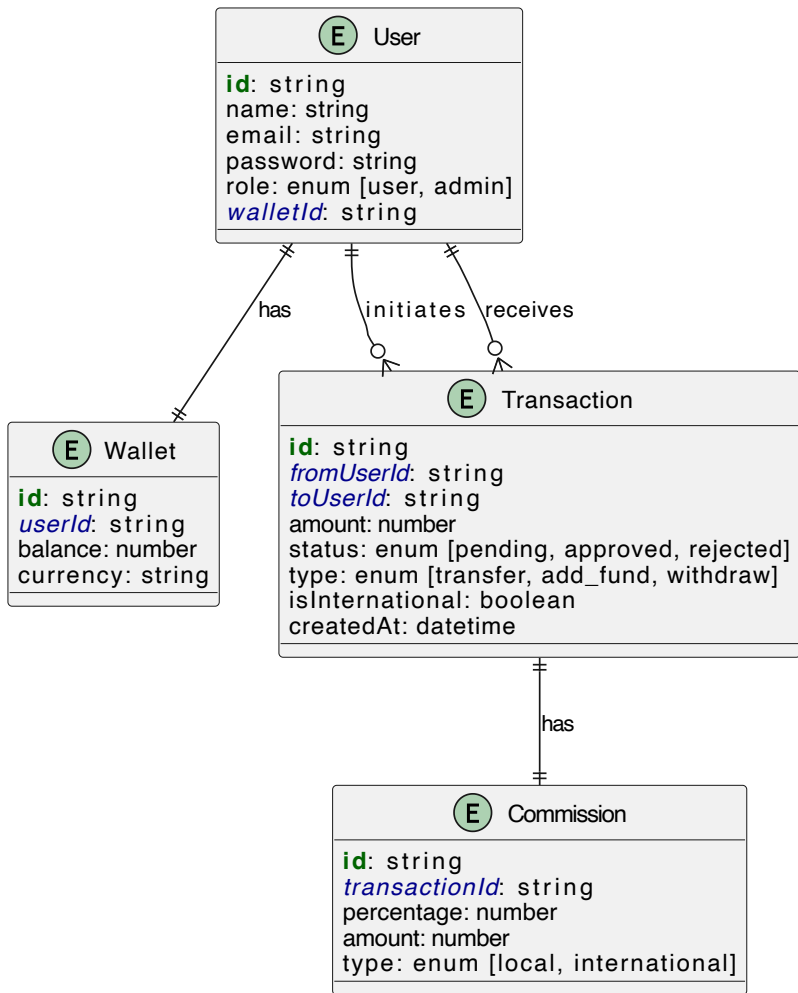 E User
id: string
name: string
email: string
password: string
role: enum [user, admin]
walletId: string
has
initiates
receives
E Wallet
id: string
userId: string
balance: number
currency: string
E Transaction
id: string
fromUserId: string
toUserId: string
amount: number
status: enum [pending, approved, rejected]
type: enum [transfer, add_fund, withdraw]
isInternational: boolean
createdAt: datetime
has
E Commission
id: string
transactionId: string
percentage: number
amount: number
type: enum [local, international]